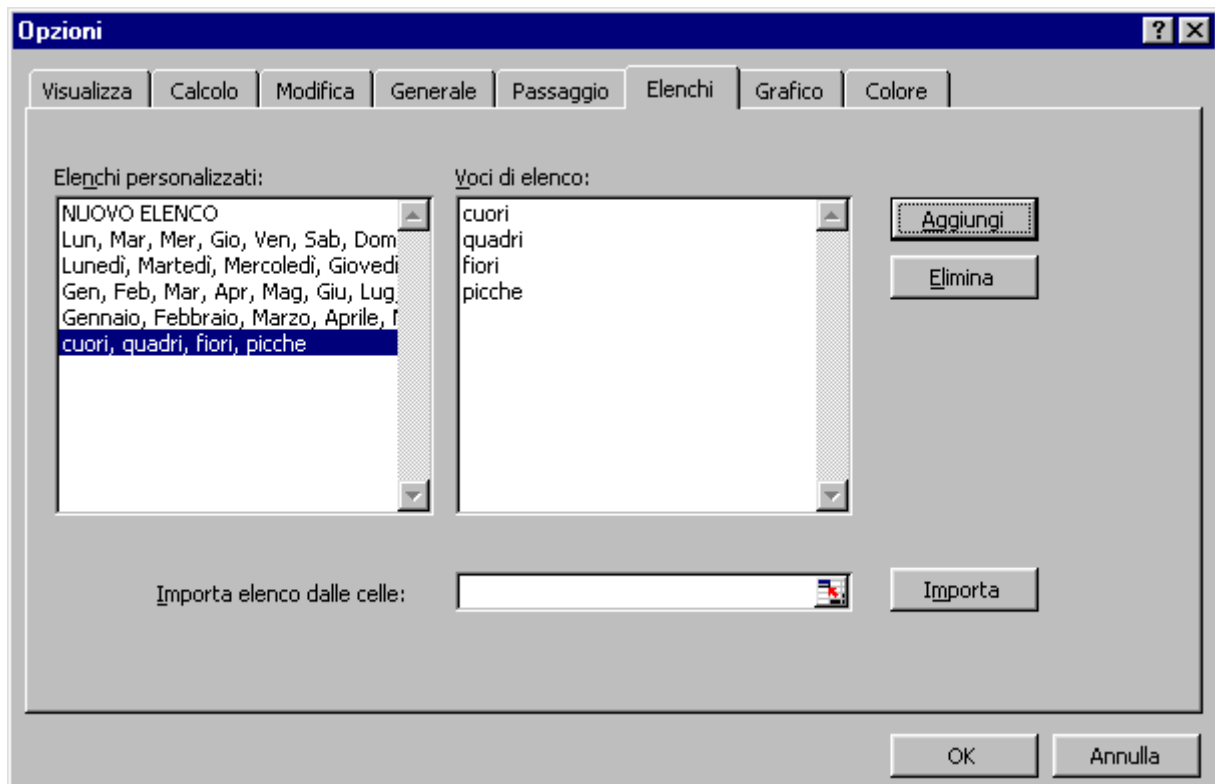 Opzioni
Visualizza Calcolo Modifica Generale Passaggio Elenchi Grafico Colore
Elenchi personalizzati: Voci di elenco:
NUOVO ELENCO
Lun, Mar, Mer, Gio, Ven, Sab, Dom
Lunedì, Martedì, Mercoledì, Giovedì
Gen, Feb, Mar, Apr, Mag, Giu, Lug,
Gennaio, Febbraio, Marzo, Aprile,
cuori, quadri, fiori, picche
cuori
quadri
fiori
picche
Aggiungi
Elimina
Importa elenco dalle celle: Importa
OK Annulla